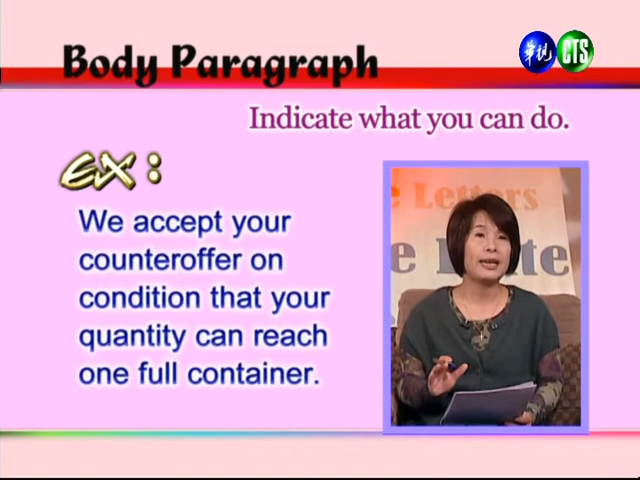 Body Paragraph
華視 CTS
Indicate what you can do.
EX:
We accept your
counteroffer on
condition that your
quantity can reach
one full container.
e Letters